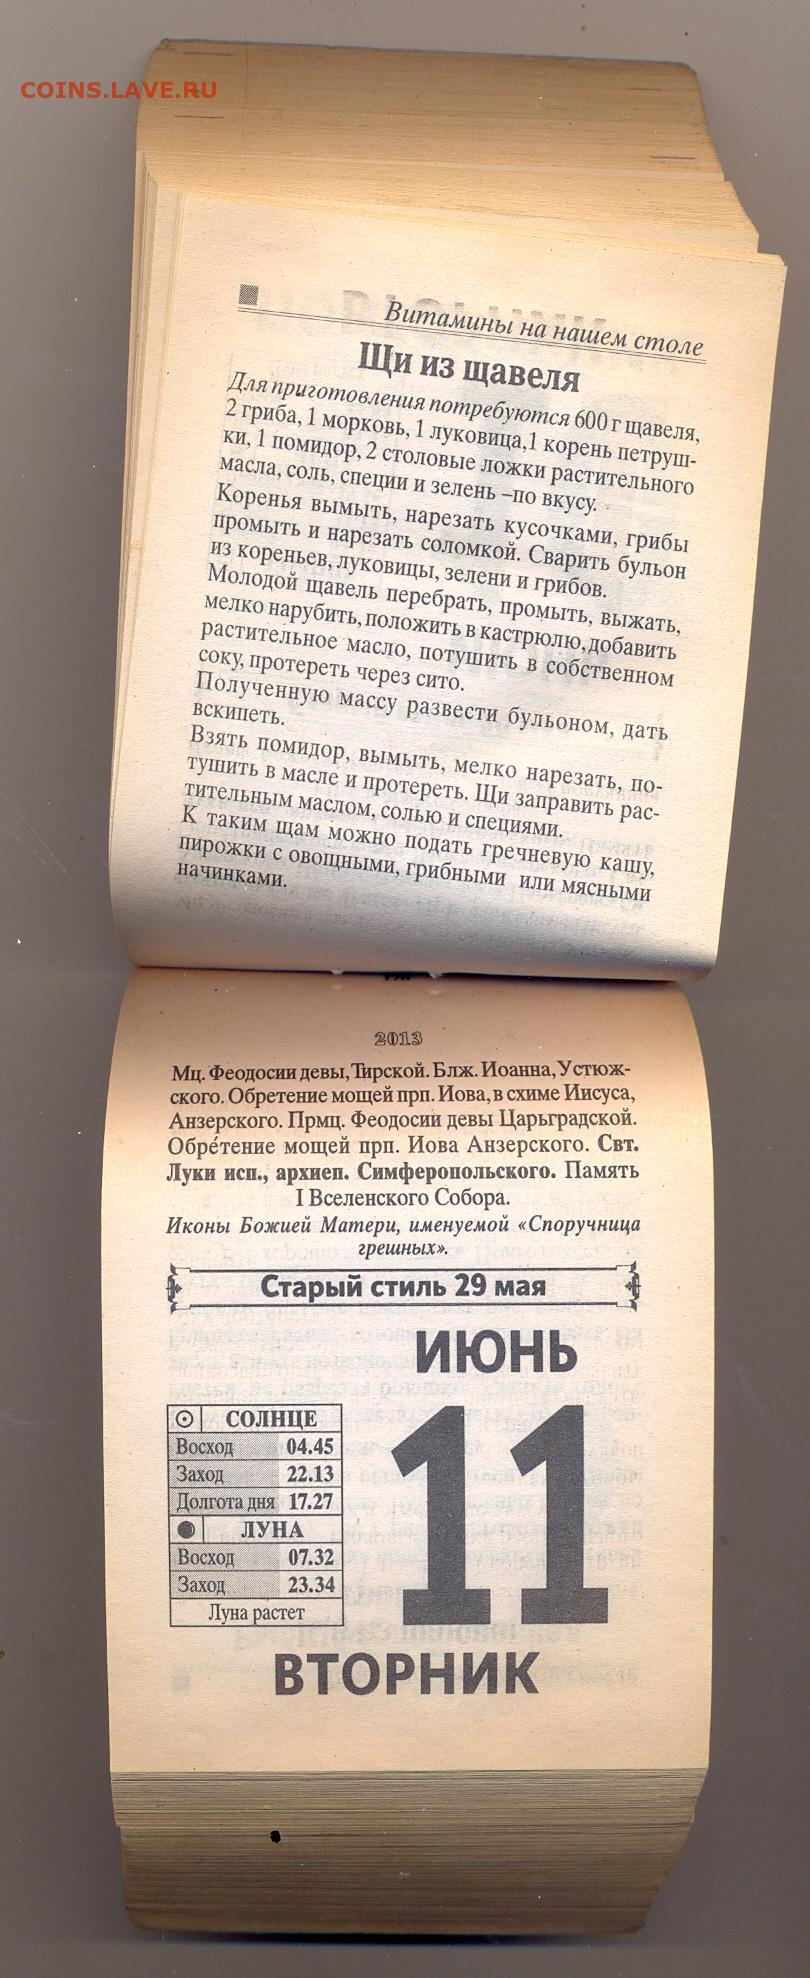 COINS.LAVE.RU
Витамины на нашем столе
Щи из щавеля
Для приготовления потребуются 600 г щавеля,
2 гриба, 1 морковь, 1 луковица,1 корень петруш-
ки, 1 помидор, 2 столовые ложки растительного
масла, соль, специи и зелень –по вкусу.
Коренья вымыть, нарезать кусочками, грибы
промыть и нарезать соломкой. Сварить бульон
из кореньев, луковицы, зелени и грибов.
Молодой щавель перебрать, промыть, выжать,
мелко нарубить, положить в кастрюлю, добавить
растительное масло, потушить в собственном
соку, протереть через сито.
Полученную массу развести бульоном, дать
вскипеть.
Взять помидор, вымыть, мелко нарезать, по-
тушить в масле и протереть. Щи заправить рас-
тительным маслом, солью и специями.
К таким щам можно подать гречневую кашу,
пирожки с овощными, грибными или мясными
начинками.
2013
Мц. Феодосии девы, Тирской. Блж. Иоанна, Устюж-
ского. Обретение мощей прп. Иова, в схиме Иисуса,
Анзерского. Прмц. Феодосии девы Царьградской.
Обре́тение мощей прп. Иова Анзерского. Свт.
Луки исп., архиеп. Симферопольского. Память
I Вселенского Собора.
Иконы Божией Матери, именуемой «Споручница
грешных».
Старый стиль 29 мая
ИЮНЬ
11
СОЛНЦЕ
Восход 04.45
Заход 22.13
Долгота дня 17.27
ЛУНА
Восход 07.32
Заход 23.34
Луна растет
ВТОРНИК